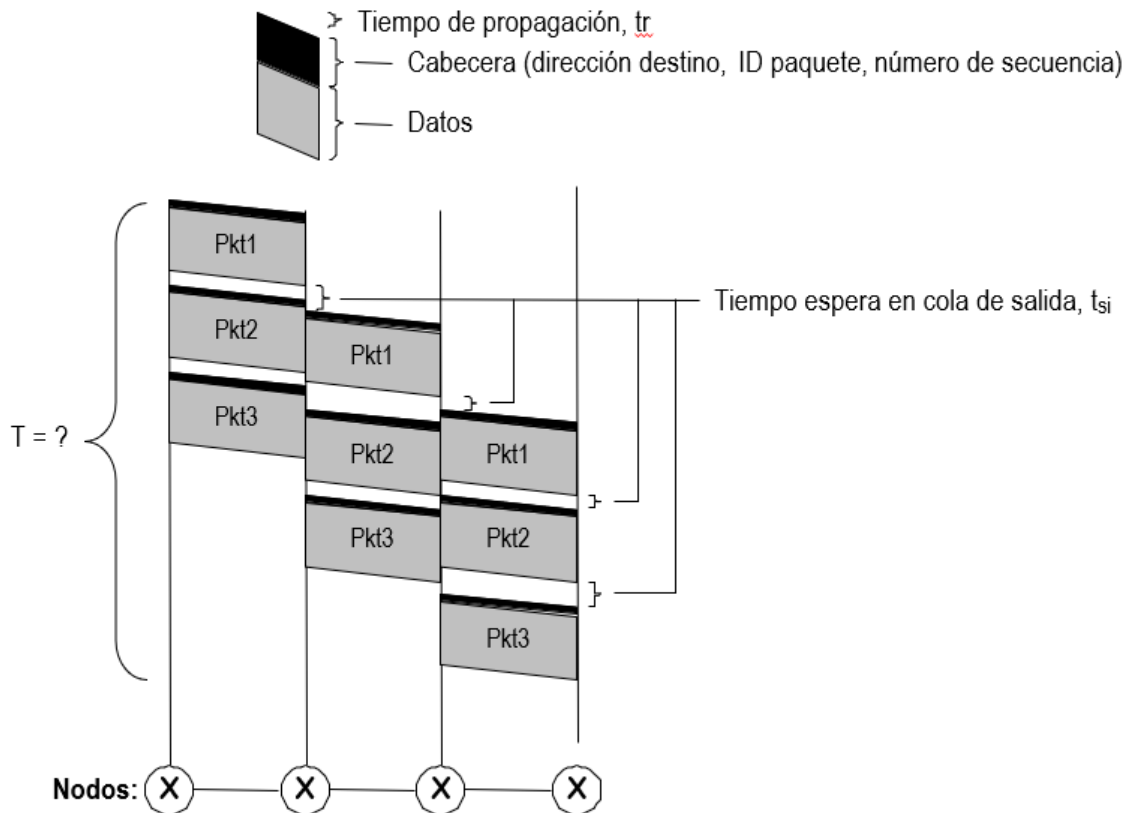 Tiempo de propagación, tr
Cabecera (dirección destino, ID paquete, número de secuencia)
Datos
Pkt1
Pkt2
Pkt1
Tiempo espera en cola de salida, tsi
Pkt3
Pkt2
Pkt1
T = ?
Pkt3
Pkt2
Pkt3
Nodos: X X X X